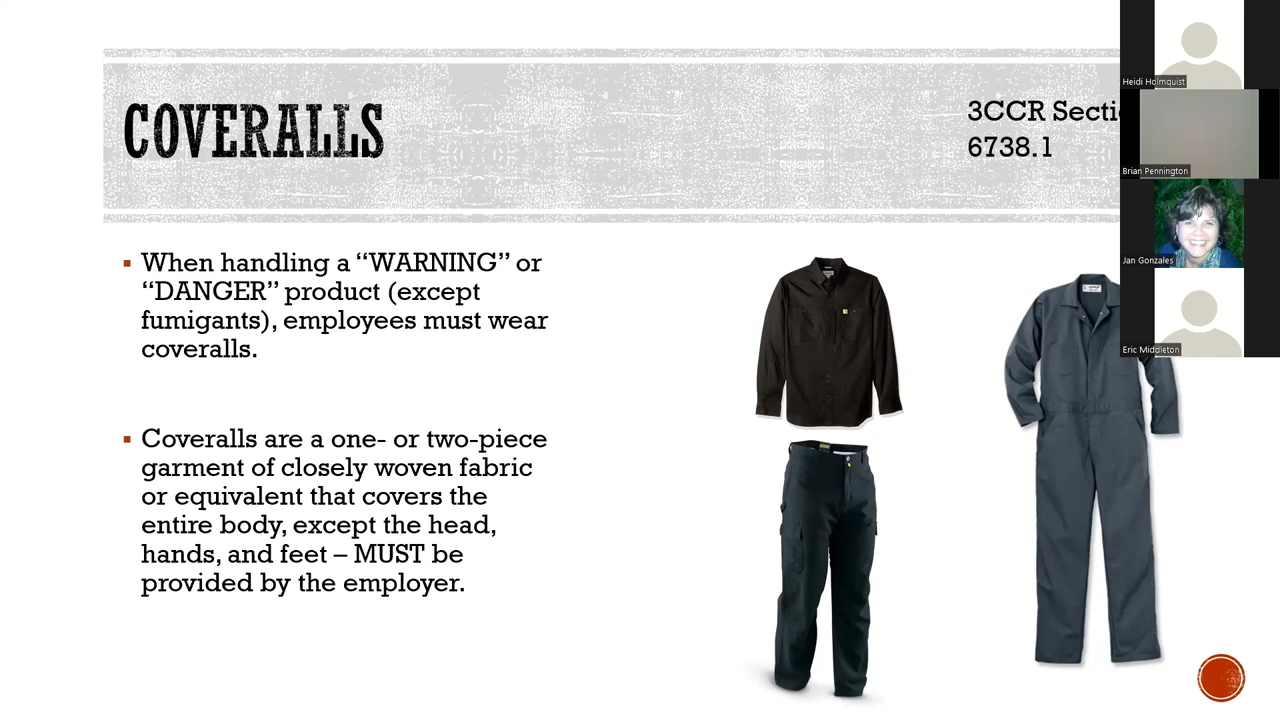 COVERALLS
3CCR Secti
6738.1
▪ When handling a “WARNING” or
“DANGER” product (except
fumigants), employees must wear
coveralls.
▪ Coveralls are a one- or two-piece
garment of closely woven fabric
or equivalent that covers the
entire body, except the head,
hands, and feet – MUST be
provided by the employer.
Heidi Holmquist
Brian Pennington
Jan Gonzales
Eric Middleton